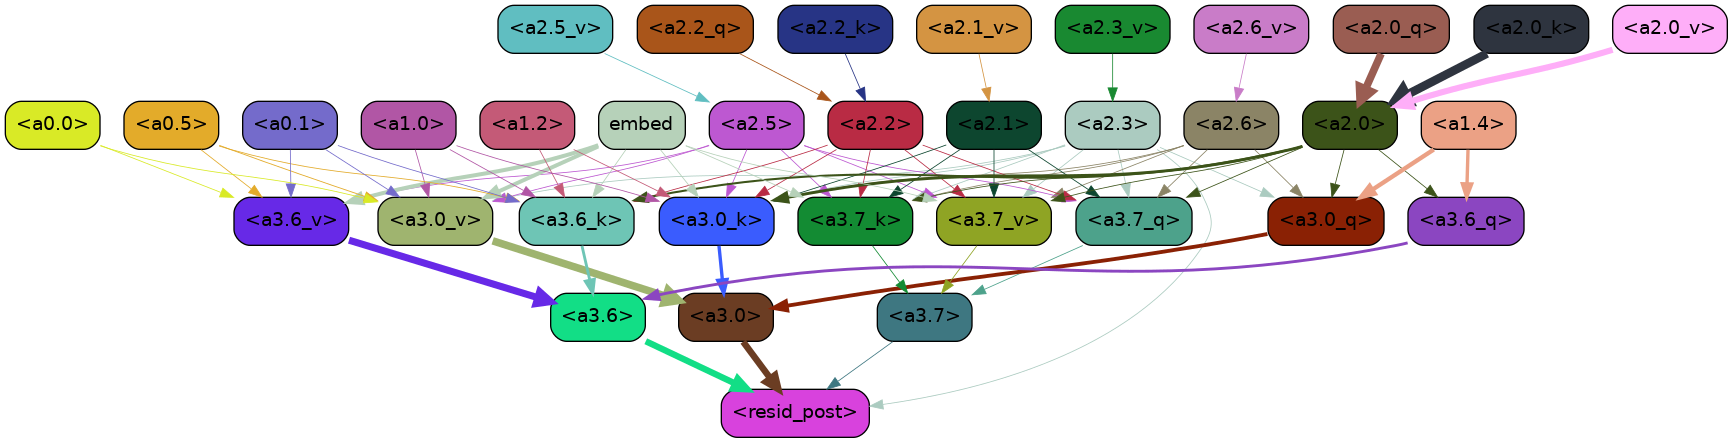 <a2.5_v> <a2.2_q> <a2.2_k> <a2.1_v> <a2.3_v> <a2.6_v> <a2.0_q> <a2.0_k> <a2.0_v>
<a0.0> <a0.5> <a0.1> <a1.0> <a1.2> embed <a2.5> <a2.2> <a2.1> <a2.3> <a2.6> <a2.0> <a1.4>
<a3.6_v> <a3.0_v> <a3.6_k> <a3.0_k> <a3.7_k> <a3.7_v> <a3.7_q> <a3.0_q> <a3.6_q>
<a3.6> <a3.0> <a3.7>
<resid_post>